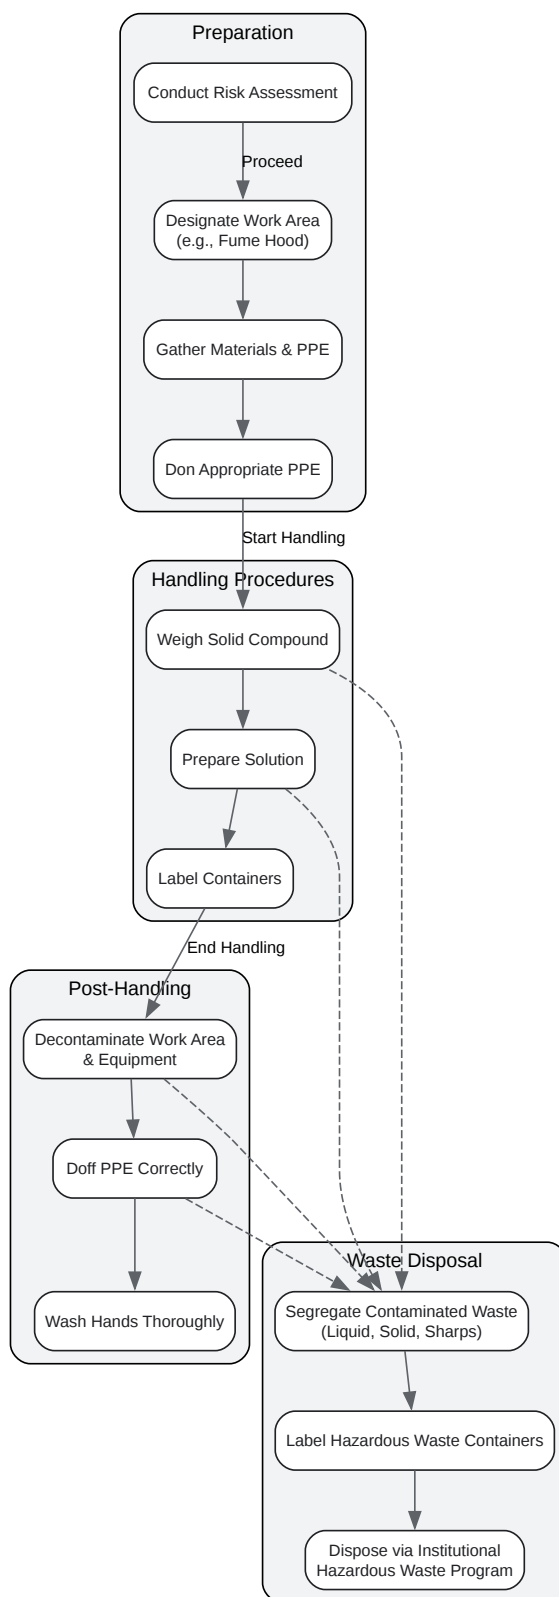 Preparation
Conduct Risk Assessment
Proceed
Designate Work Area
(e.g., Fume Hood)
Gather Materials & PPE
Don Appropriate PPE
Start Handling
Handling Procedures
Weigh Solid Compound
Prepare Solution
Label Containers
End Handling
Post-Handling
Decontaminate Work Area
& Equipment
Doff PPE Correctly
Wash Hands Thoroughly
Waste Disposal
Segregate Contaminated Waste
(Liquid, Solid, Sharps)
Label Hazardous Waste Containers
Dispose via Institutional
Hazardous Waste Program